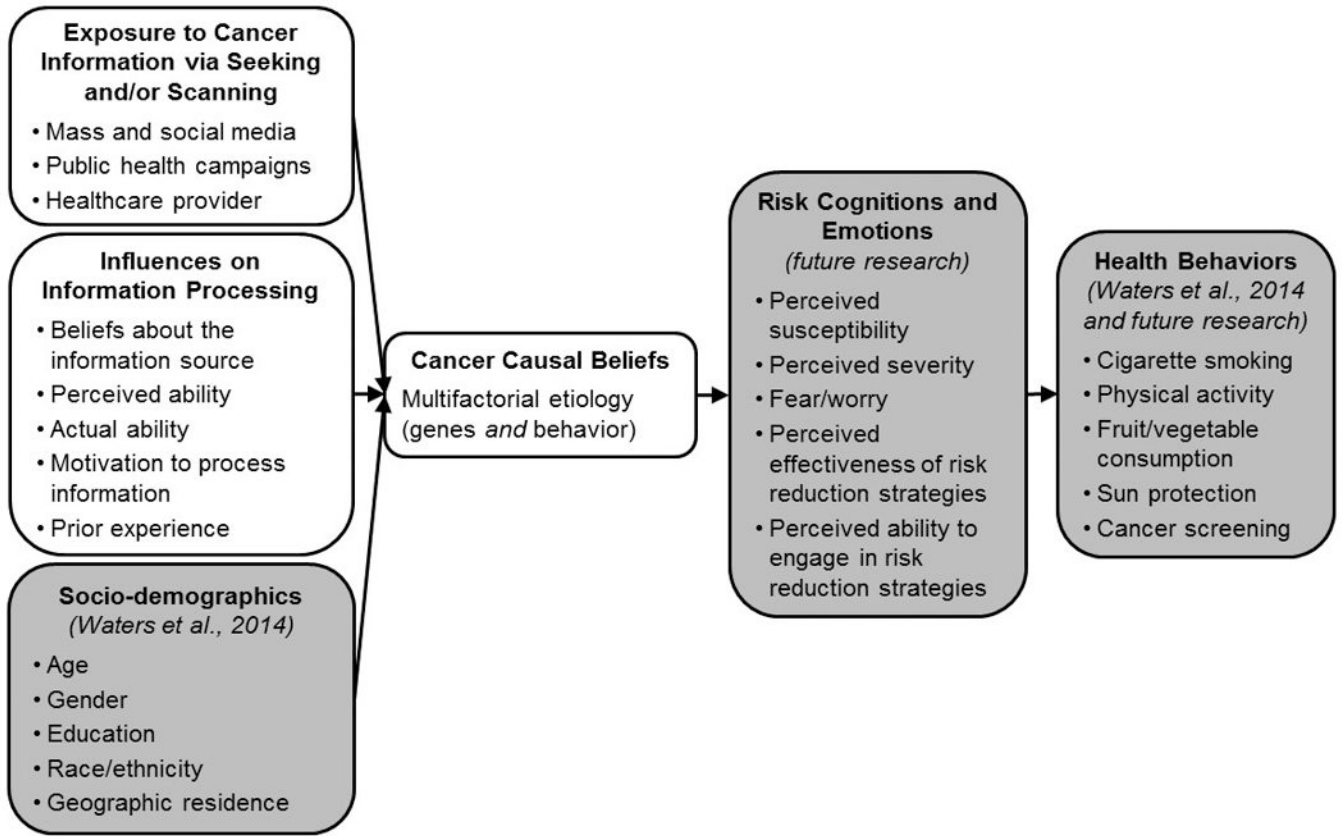 Exposure to Cancer
Information via Seeking
and/or Scanning
• Mass and social media
• Public health campaigns
• Healthcare provider
Influences on
Information Processing
• Beliefs about the
information source
• Perceived ability
• Actual ability
• Motivation to process
information
• Prior experience
Socio-demographics
(Waters et al., 2014)
• Age
• Gender
• Education
• Race/ethnicity
• Geographic residence
Cancer Causal Beliefs
Multifactorial etiology
(genes and behavior)
Risk Cognitions and
Emotions
(future research)
• Perceived
susceptibility
• Perceived severity
• Fear/worry
• Perceived
effectiveness of risk
reduction strategies
• Perceived ability to
engage in risk
reduction strategies
Health Behaviors
(Waters et al., 2014
and future research)
• Cigarette smoking
• Physical activity
• Fruit/vegetable
consumption
• Sun protection
• Cancer screening